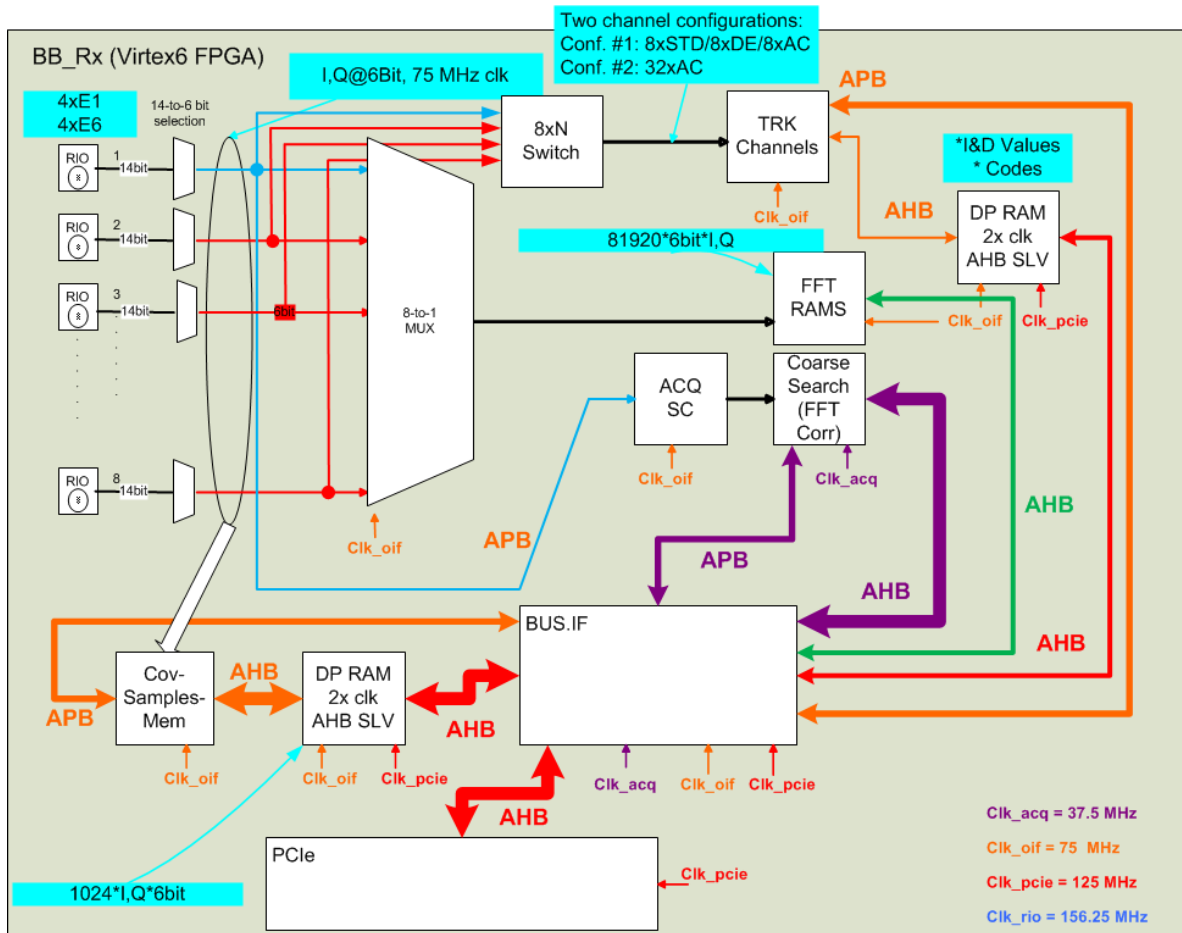 Two channel configurations:
Conf. #1: 8xSTD/8xDE/8xAC
Conf. #2: 32xAC
BB_Rx (Virtex6 FPGA)
I,Q@6Bit, 75 MHz clk
4xE1
4xE6
14-to-6 bit
selection
RIO
1
14bit
RIO
2
14bit
RIO
3
14bit
6bit
RIO
8
14bit
8-to-1
MUX
Clk_oif
8xN
Switch
TRK
Channels
Clk_oif
APB
*I&D Values
* Codes
AHB
DP RAM
2x clk
AHB SLV
Clk_oif
Clk_pcie
81920*6bit*I,Q
FFT
RAMS
ACQ
SC
Clk_oif
Coarse
Search
(FFT
Corr)
Clk_acq
AHB
APB
APB
AHB
AHB
BUS.IF
Clk_acq
Clk_oif
Clk_pcie
Cov-
Samples-
Mem
APB
Clk_oif
AHB
DP RAM
2x clk
AHB SLV
Clk_oif
Clk_pcie
AHB
AHB
PCIe
Clk_pcie
1024*I,Q*6bit
Clk_acq = 37.5 MHz
Clk_oif = 75 MHz
Clk_pcie = 125 MHz
Clk_rio = 156.25 MHz